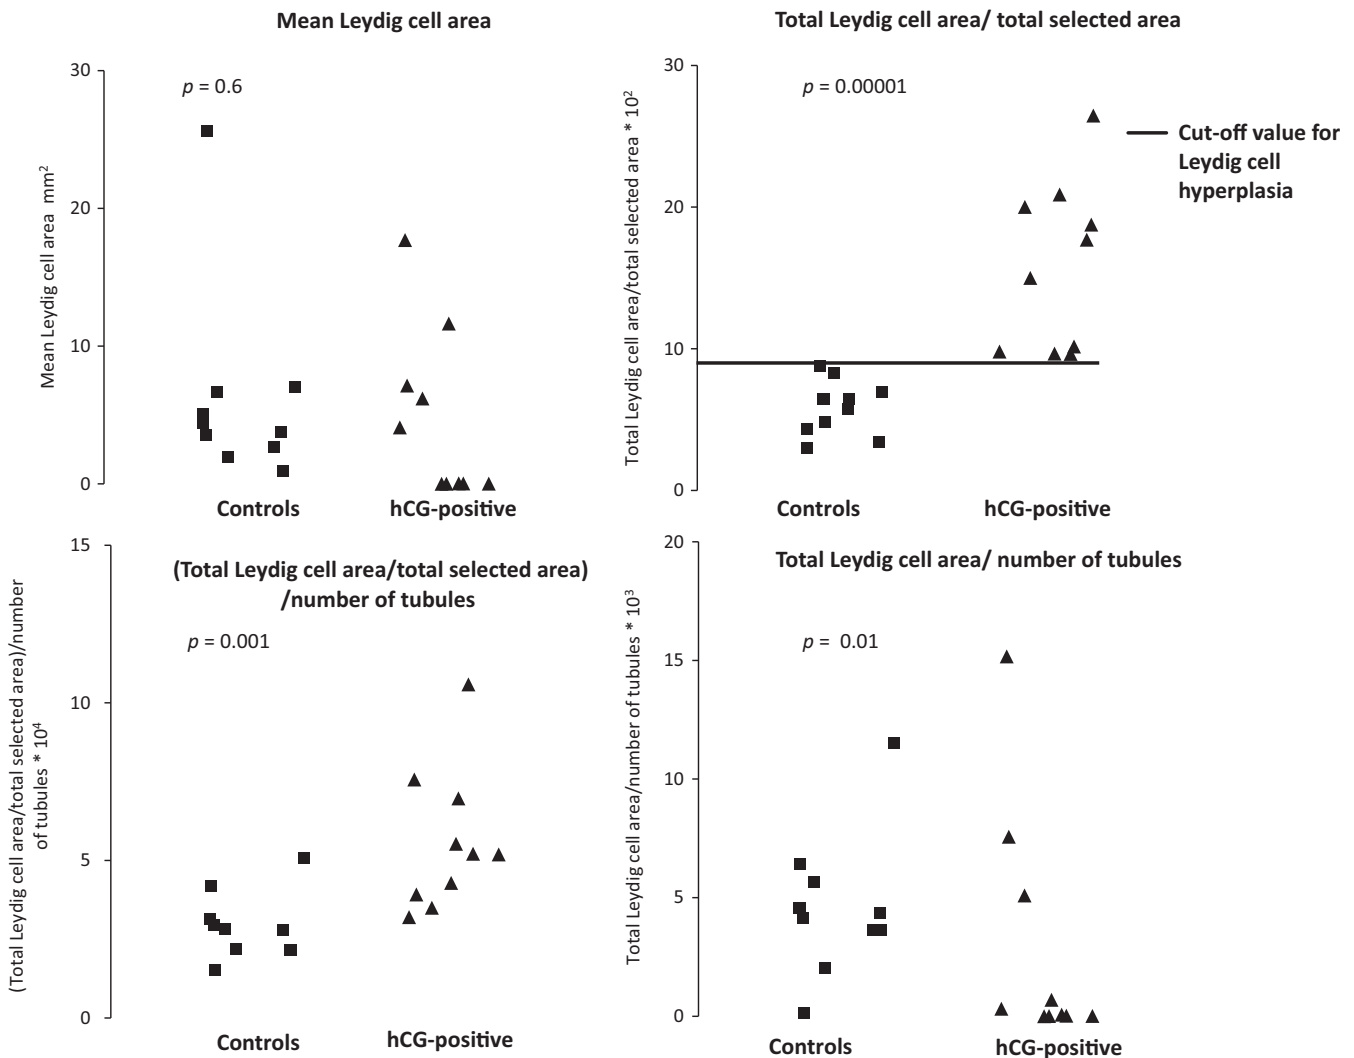 Mean Leydig cell area
Mean Leydig cell area mm²
30
20
10
0
p = 0.6
Controls
hCG-positive
Total Leydig cell area/ total selected area
Total Leydig cell area/total selected area * 10²
30
20
10
0
p = 0.00001
Cut-off value for
Leydig cell
hyperplasia
Controls
hCG-positive
(Total Leydig cell area/total selected area)
/number of tubules
(Total Leydig cell area/total selected area)/number
of tubules * 10⁴
15
10
5
0
p = 0.001
Controls
hCG-positive
Total Leydig cell area/ number of tubules
Total Leydig cell area/number of tubules * 10³
20
15
10
5
0
p = 0.01
Controls
hCG-positive